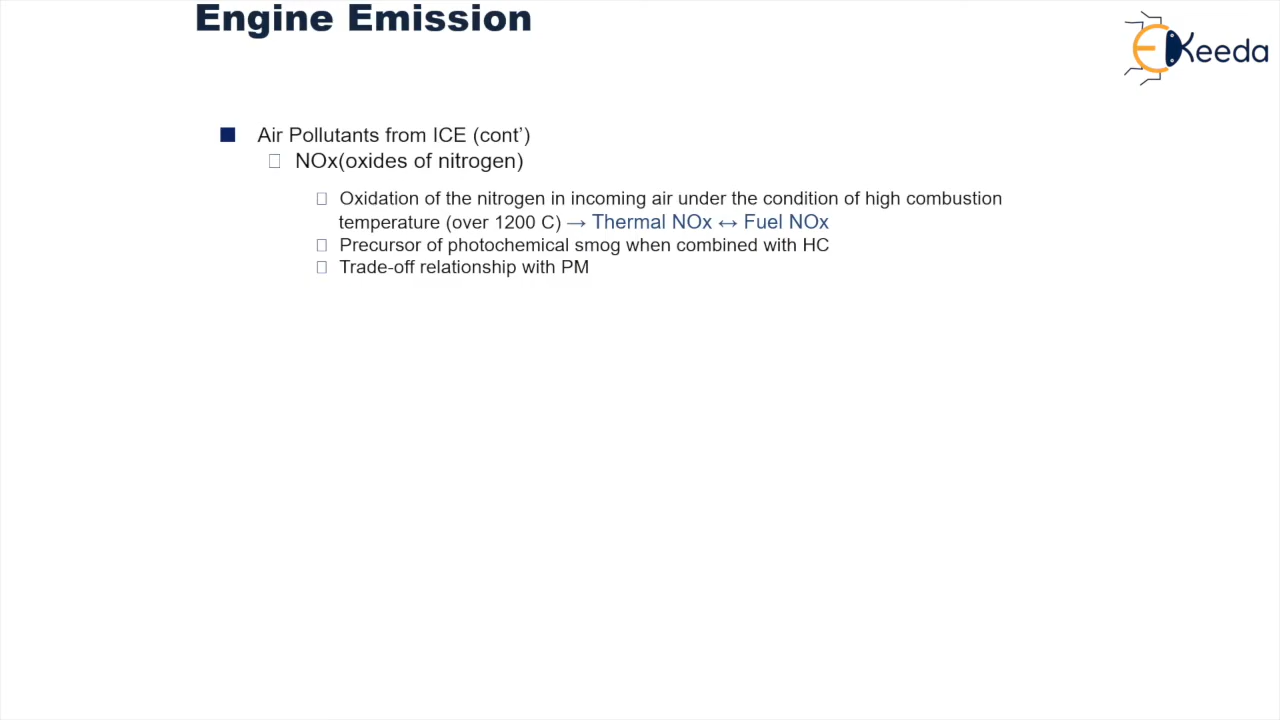 Engine Emission
EKeeda
■ Air Pollutants from ICE (cont’)
□ NOx(oxides of nitrogen)
□ Oxidation of the nitrogen in incoming air under the condition of high combustion
temperature (over 1200 C) → Thermal NOx ↔ Fuel NOx
□ Precursor of photochemical smog when combined with HC
□ Trade-off relationship with PM